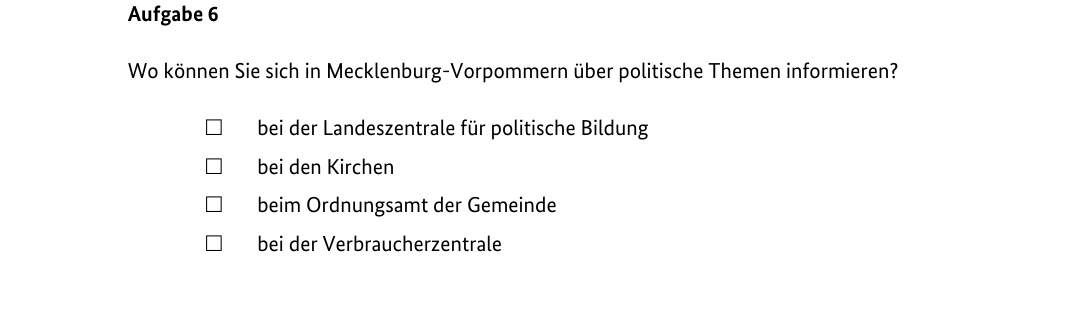 Aufgabe 6
Wo können Sie sich in Mecklenburg-Vorpommern über politische Themen informieren?
☐ bei der Landeszentrale für politische Bildung
☐ bei den Kirchen
☐ beim Ordnungsamt der Gemeinde
☐ bei der Verbraucherzentrale